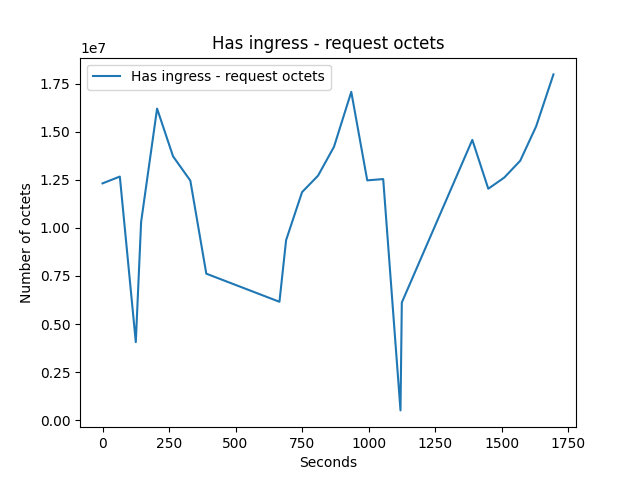 Has ingress - request octets
1e7
Has ingress - request octets
1.75
1.50
1.25
1.00
0.75
0.50
0.25
0.00
Number of octets
0 250 500 750 1000 1250 1500 1750
Seconds